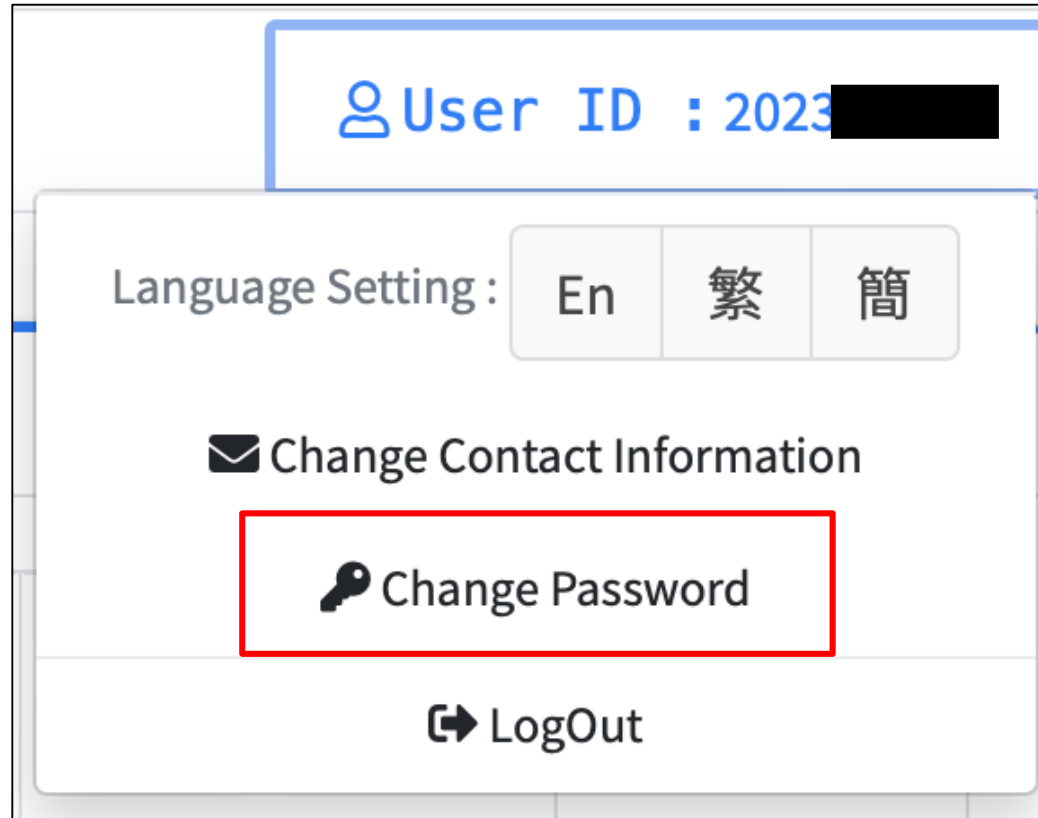 User ID : 2023
Language Setting : En 繁 簡
Change Contact Information
Change Password
LogOut